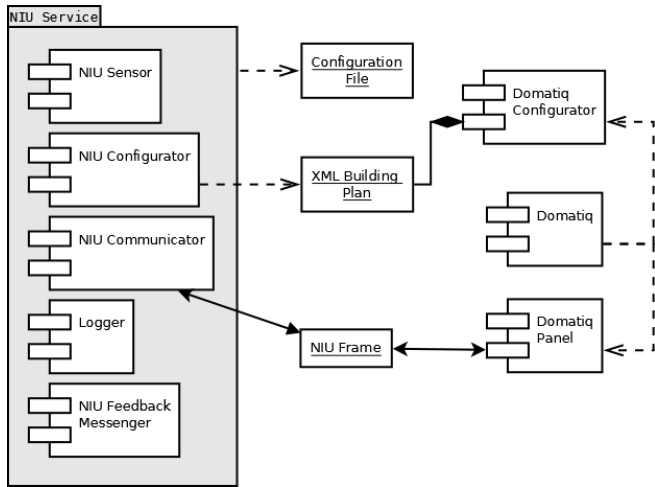 NIU Service
NIU Sensor
Configuration
File
Domatiq
Configurator
NIU Configurator
XML Building
Plan
Domatiq
NIU Communicator
Logger
NIU Frame
Domatiq
Panel
NIU Feedback
Messenger